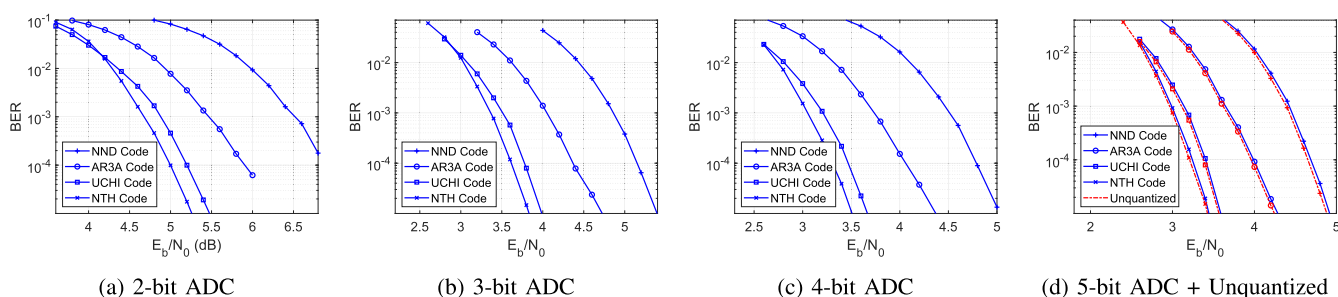 10^-1
10^-2
10^-3
10^-4
BER
NND Code
AR3A Code
UCHI Code
NTH Code
4 4.5 5 5.5 6 6.5
E_b/N_0 (dB)
(a) 2-bit ADC
10^-2
10^-3
10^-4
BER
NND Code
AR3A Code
UCHI Code
NTH Code
2.5 3 3.5 4 4.5 5
E_b/N_0
(b) 3-bit ADC
10^-2
10^-3
10^-4
BER
NND Code
AR3A Code
UCHI Code
NTH Code
2.5 3 3.5 4 4.5 5
E_b/N_0
(c) 4-bit ADC
10^-2
10^-3
10^-4
BER
NND Code
AR3A Code
UCHI Code
NTH Code
Unquantized
2 3 4 5
E_b/N_0
(d) 5-bit ADC + Unquantized